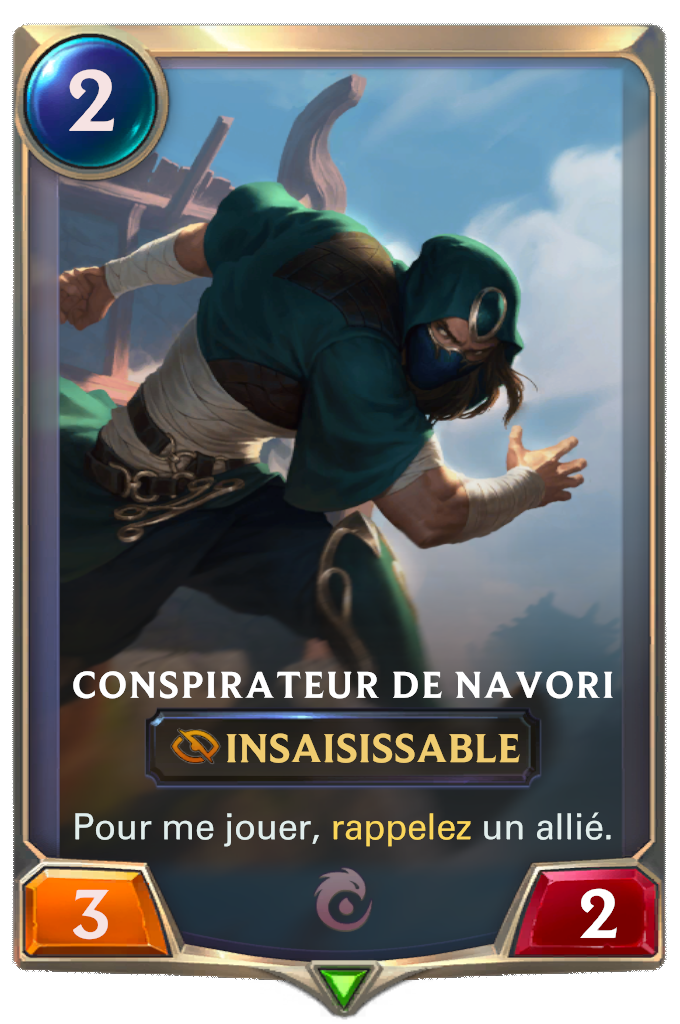 2
CONSPIRATEUR DE NAVORI
INSAISISSABLE
Pour me jouer, rappelez un allié.
3 2